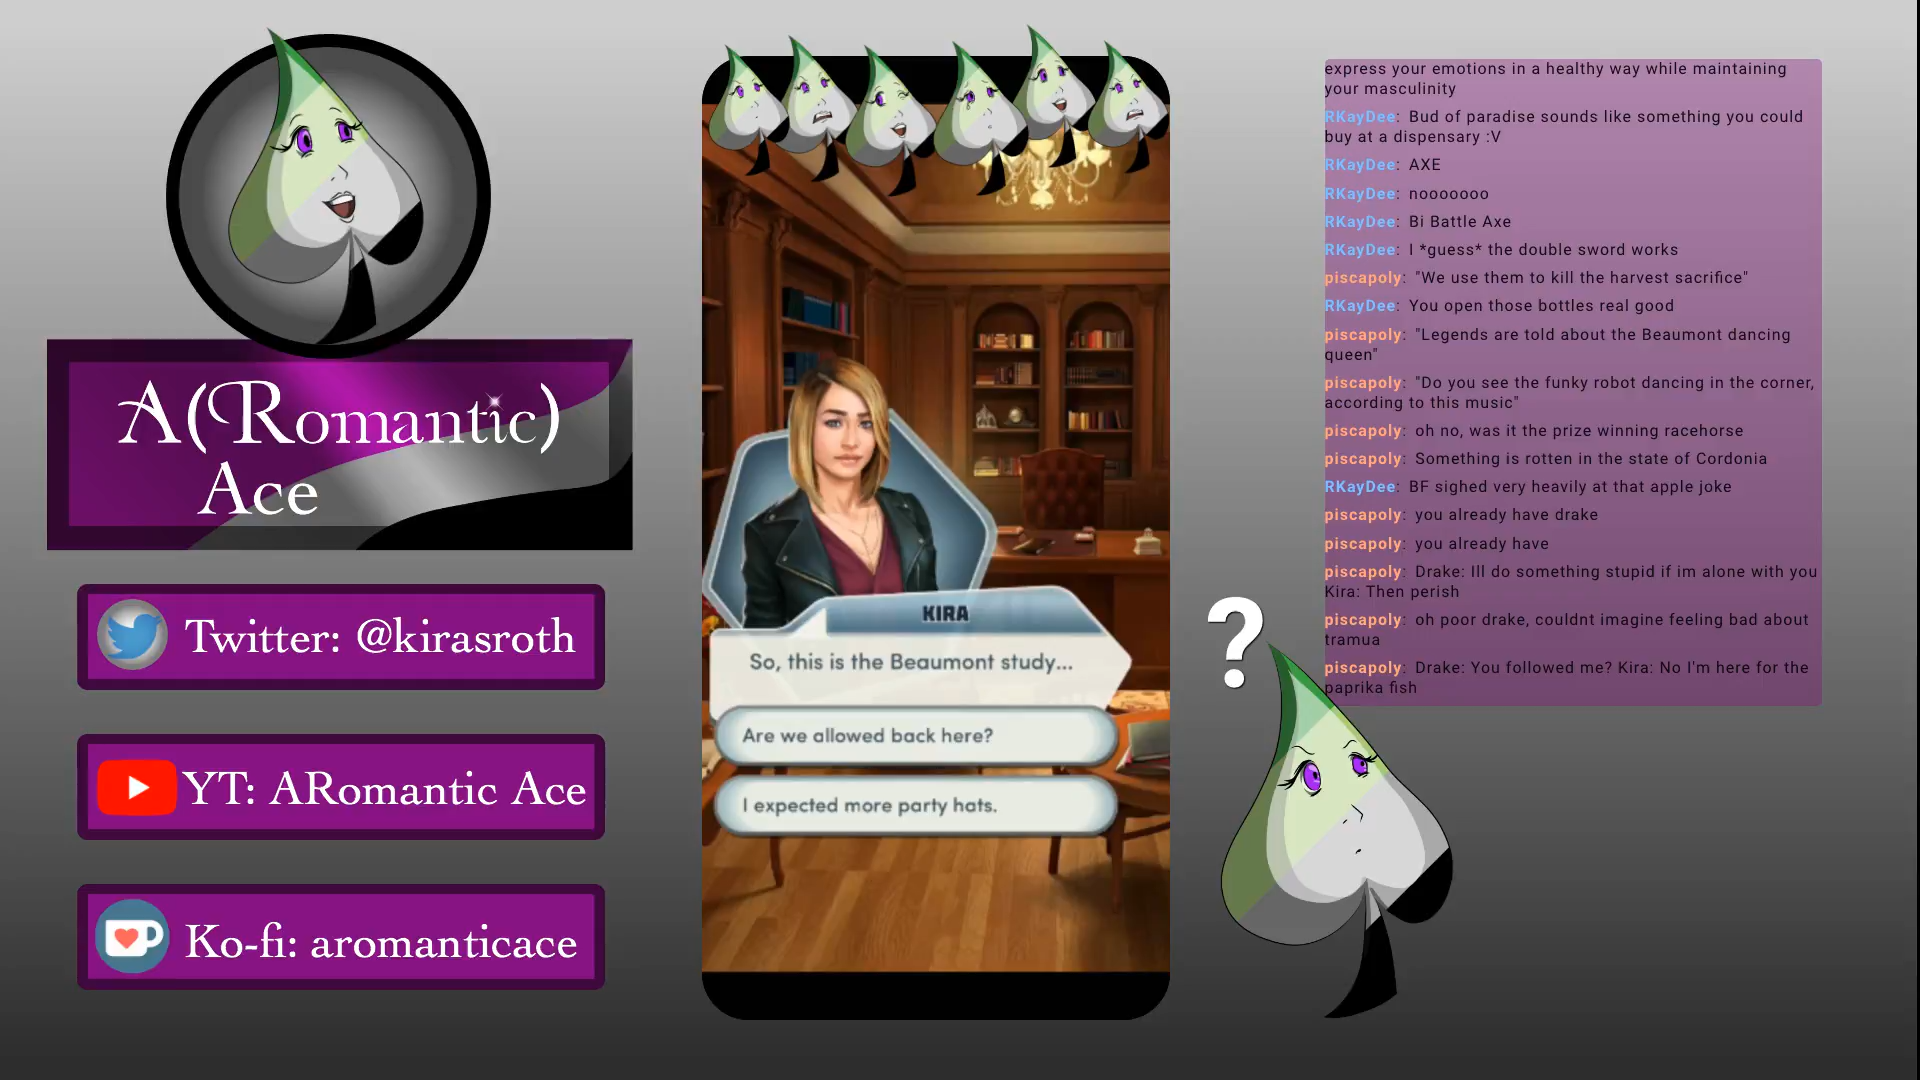 A(Romantic)
Ace
Twitter: @kirasroth
YT: ARomantic Ace
Ko-fi: aromanticace
KIRA
So, this is the Beaumont study...
Are we allowed back here?
I expected more party hats.
?
express your emotions in a healthy way while maintaining
your masculinity
RKayDee: Bud of paradise sounds like something you could
buy at a dispensary :V
RKayDee: AXE
RKayDee: nooooooo
RKayDee: Bi Battle Axe
RKayDee: I *guess* the double sword works
piscapoly: "We use them to kill the harvest sacrifice"
RKayDee: You open those bottles real good
piscapoly: "Legends are told about the Beaumont dancing
queen"
piscapoly: "Do you see the funky robot dancing in the corner,
according to this music"
piscapoly: oh no, was it the prize winning racehorse
piscapoly: Something is rotten in the state of Cordonia
RKayDee: BF sighed very heavily at that apple joke
piscapoly: you already have drake
piscapoly: you already have
piscapoly: Drake: Ill do something stupid if im alone with you
Kira: Then perish
piscapoly: oh poor drake, couldnt imagine feeling bad about
tramua
piscapoly: Drake: You followed me? Kira: No I'm here for the
paprika fish